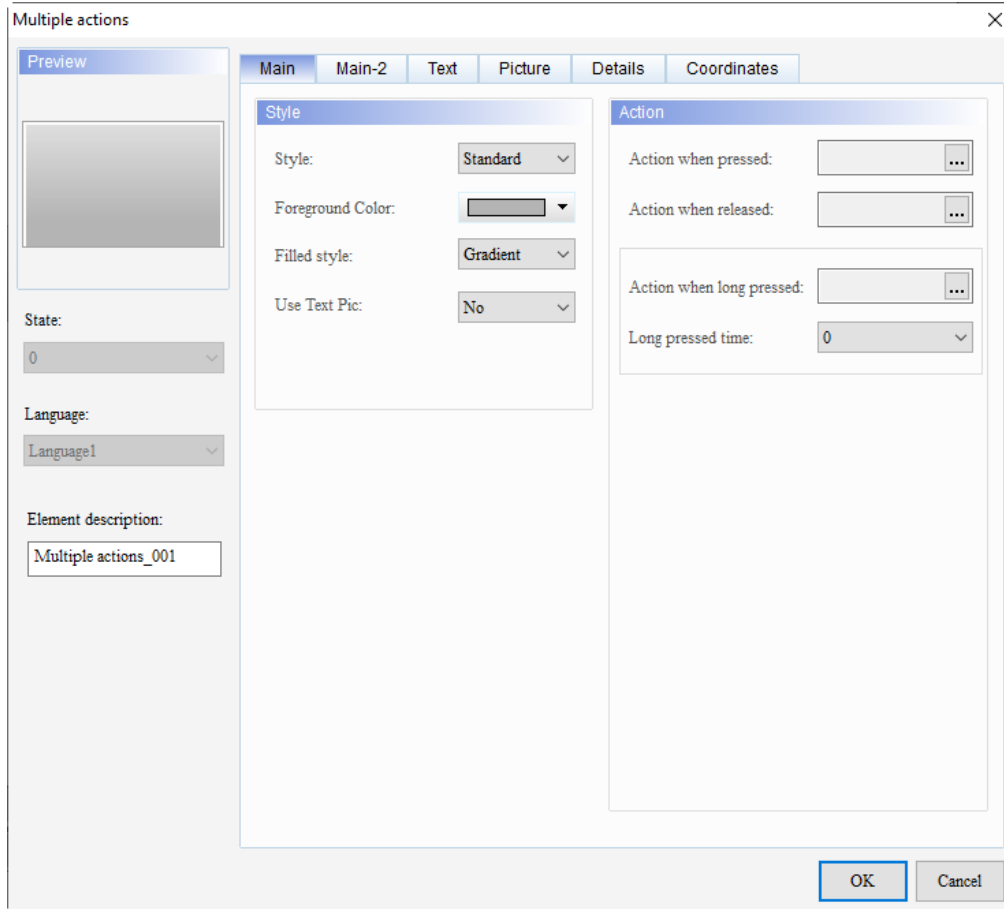 Multiple actions
Preview
State:
0
Language:
Language1
Element description:
Multiple actions_001
Main
Main-2
Text
Picture
Details
Coordinates
Style
Style:
Standard
Foreground Color:
Filled style:
Gradient
Use Text Pic:
No
Action
Action when pressed:
...
Action when released:
...
Action when long pressed:
...
Long pressed time:
0
OK
Cancel